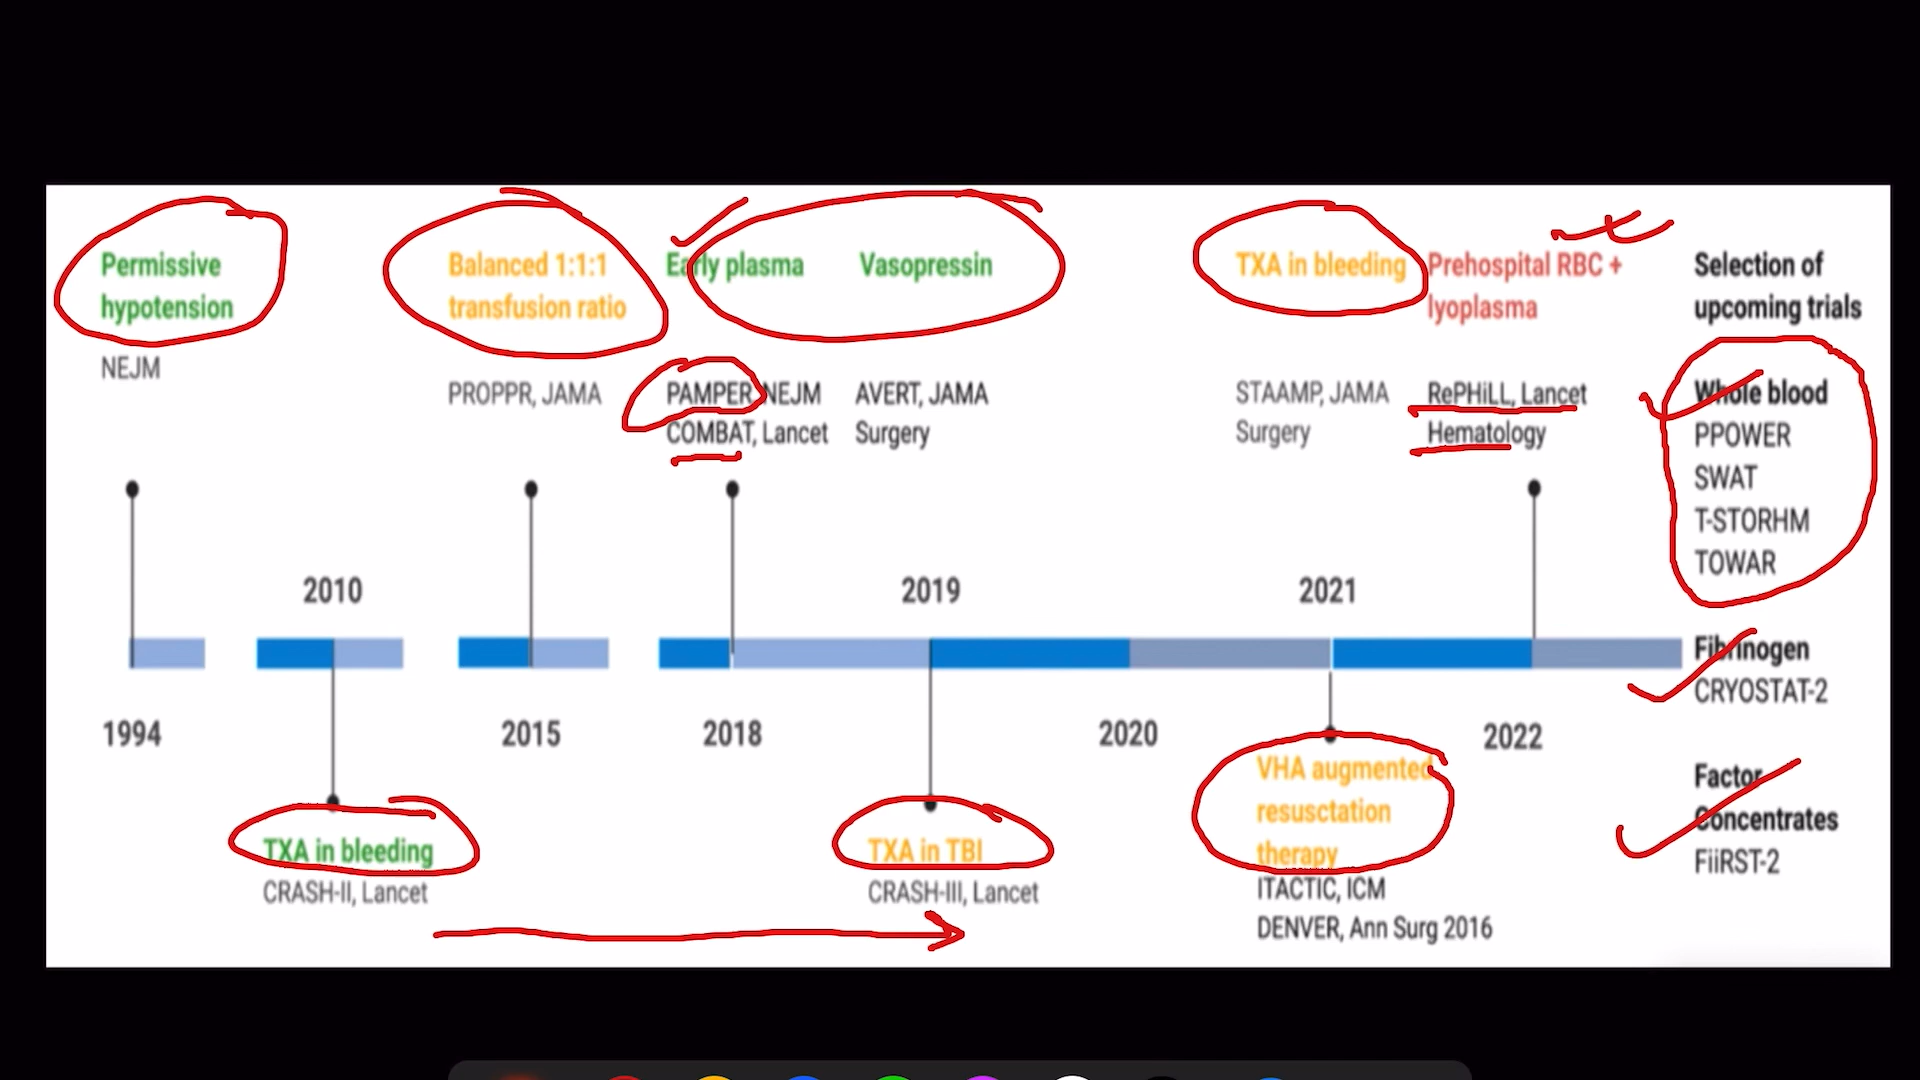 Permissive
hypotension
NEJM
Balanced 1:1:1
transfusion ratio
PROPPR, JAMA
Early plasma
PAMPER, NEJM
COMBAT, Lancet
Vasopressin
AVERT, JAMA
Surgery
TXA in bleeding
STAAMP, JAMA
Surgery
Prehospital RBC +
lyoplasma
RePHiLL, Lancet
Hematology
Selection of
upcoming trials
Whole blood
PPOWER
SWAT
T-STORHM
TOWAR
Fibrinogen
CRYOSTAT-2
Factor
Concentrates
FiiRST-2
2010
2019
2021
1994
2015
2018
2020
2022
TXA in bleeding
CRASH-II, Lancet
TXA in TBI
CRASH-III, Lancet
VHA augmented
resusctation
therapy
ITACTIC, ICM
DENVER, Ann Surg 2016